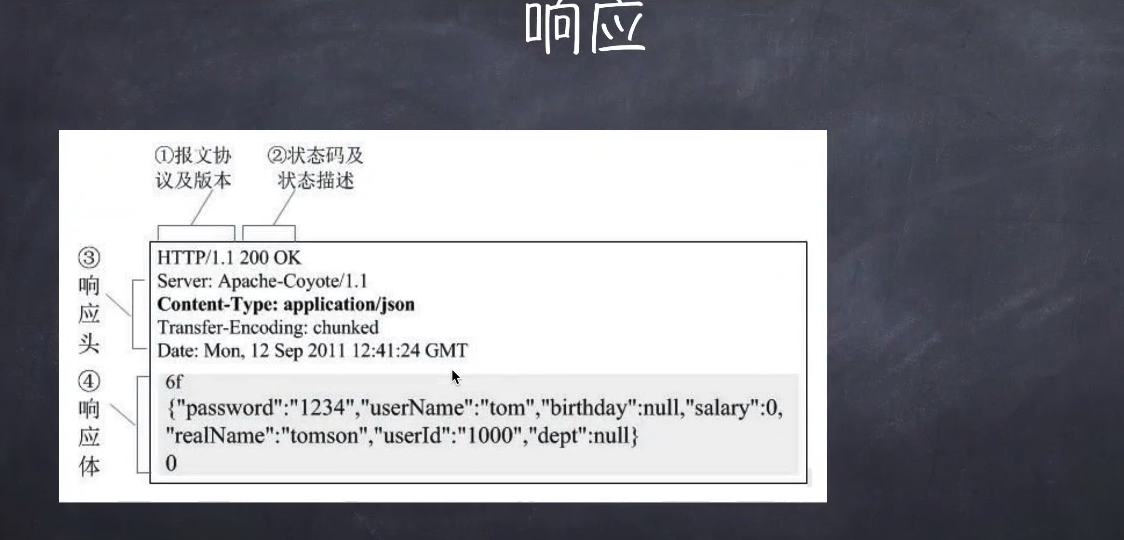 响应
①报文协
议及版本
②状态码及
状态描述
③
响
应
头
HTTP/1.1 200 OK
Server: Apache-Coyote/1.1
Content-Type: application/json
Transfer-Encoding: chunked
Date: Mon, 12 Sep 2011 12:41:24 GMT
④
响
应
体
6f
{"password":"1234","userName":"tom","birthday":null,"salary":0,
"realName":"tomson","userId":"1000","dept":null}
0